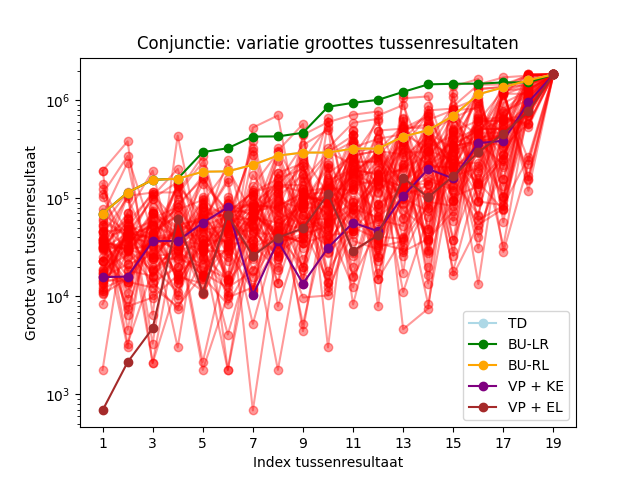 Conjunctie: variatie groottes tussenresultaten
Grootte van tussenresultaat
10^6
10^5
10^4
10^3
1 3 5 7 9 11 13 15 17 19
Index tussenresultaat
TD
BU-LR
BU-RL
VP + KE
VP + EL